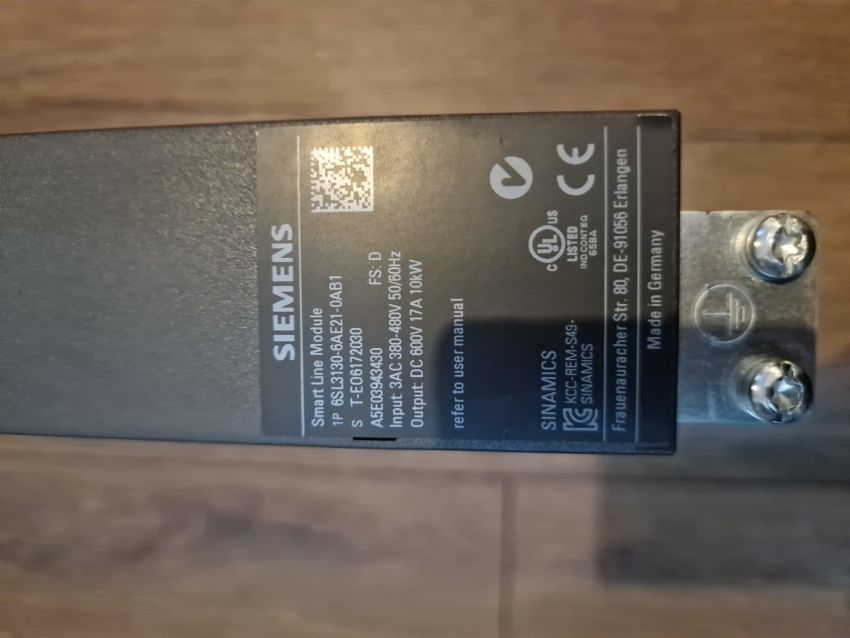 SIEMENS
Smart Line Module
1P 6SL3130-6AE21-0AB1
S T-E06172030
A5E03943430 FS: D
Input: 3AC 380-480V 50/60Hz
Output: DC 600V 17A 10kW
refer to user manual
SINAMICS
KCC-REM-S49-
SINAMICS
c UL US
LISTED
IND.CONT.EQ
65BA
CE
Frauenauracher Str. 80, DE-91056 Erlangen
Made in Germany